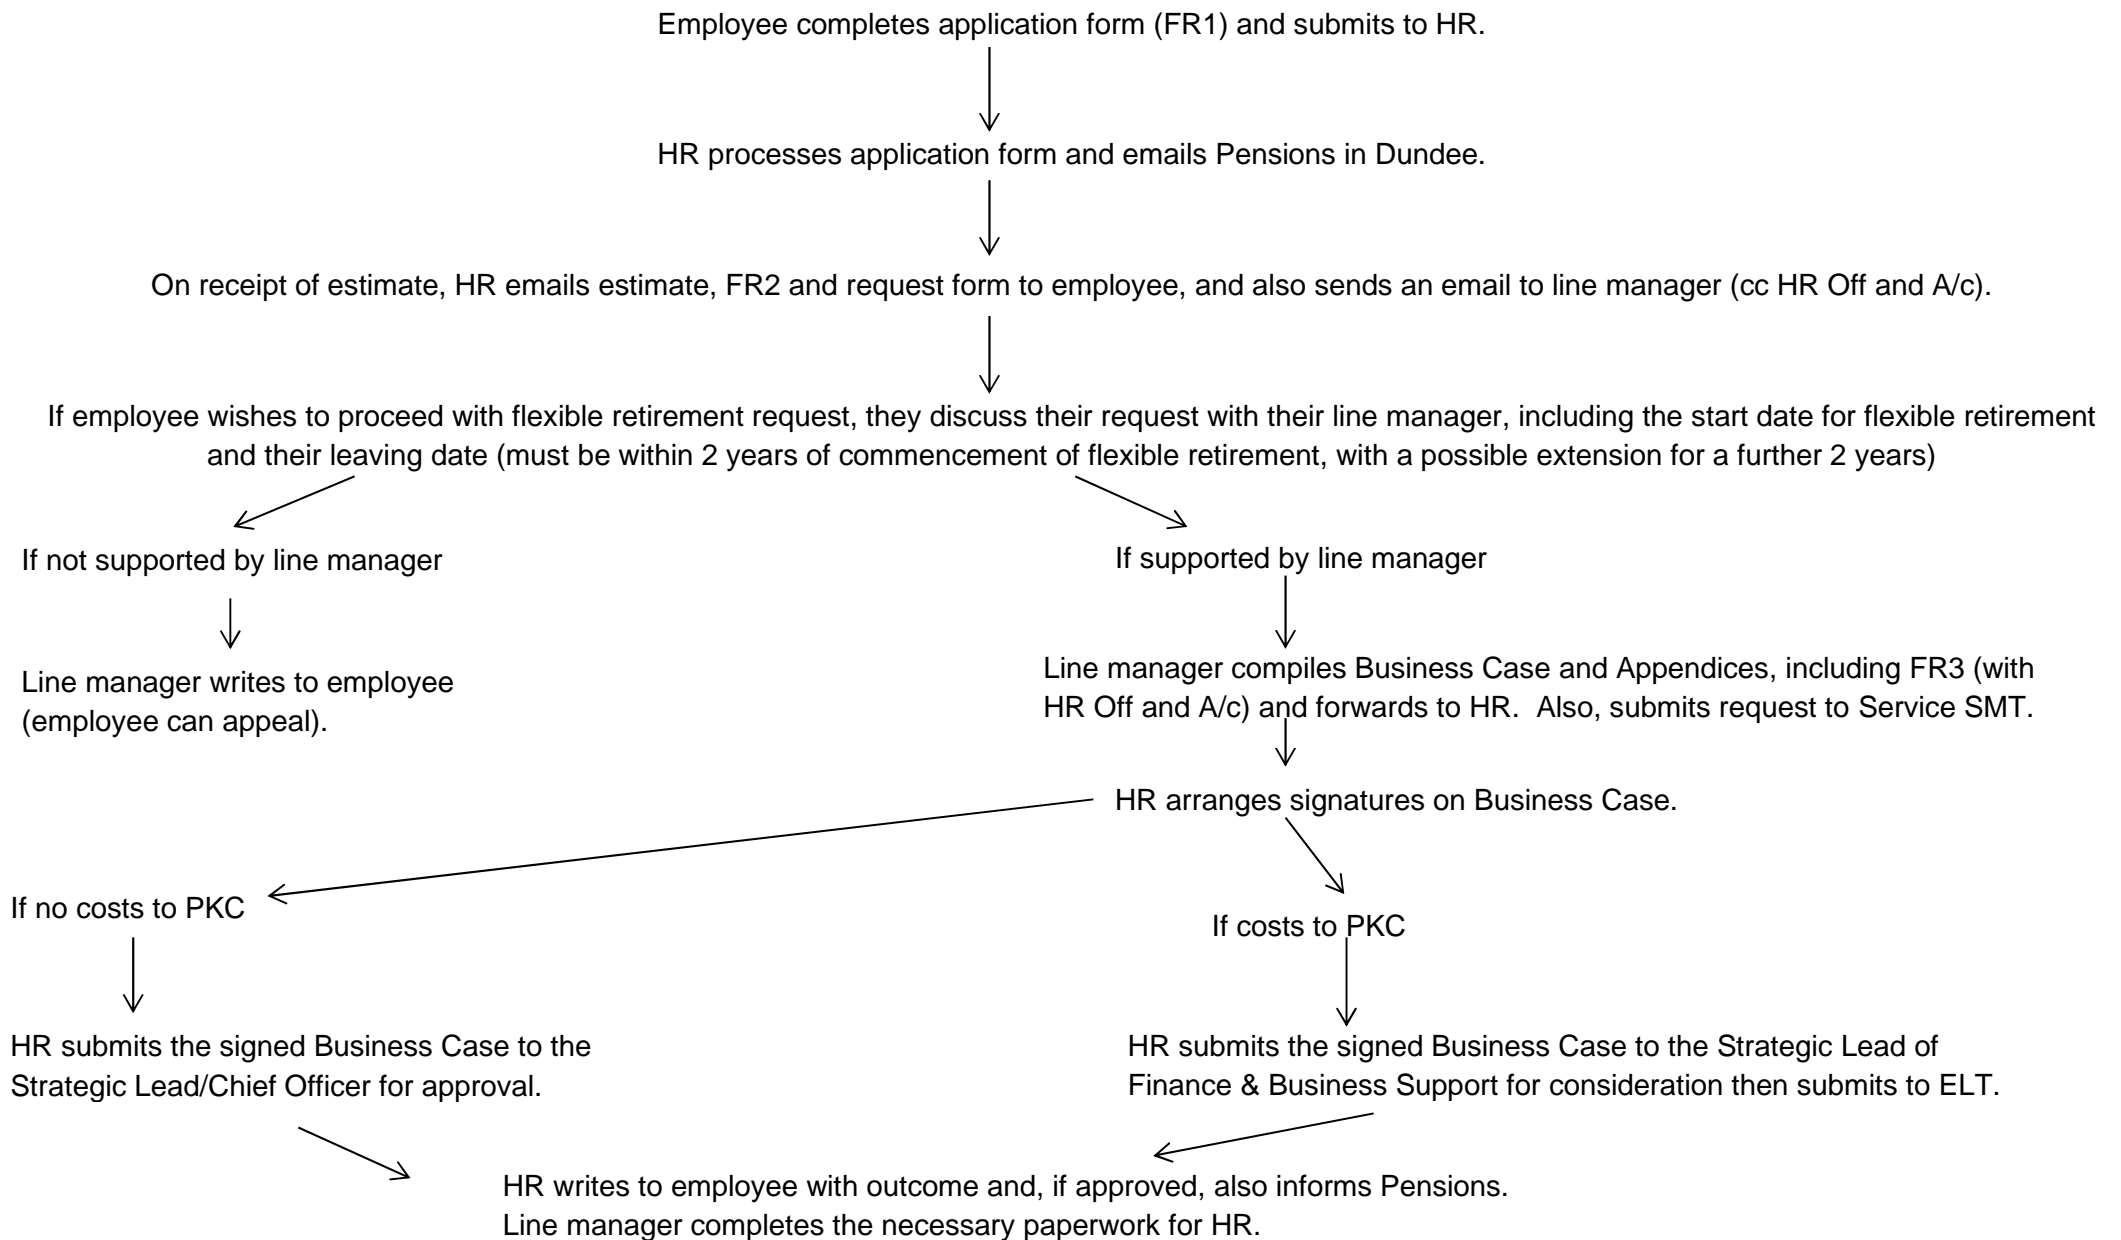 Employee completes application form (FR1) and submits to HR.
HR processes application form and emails Pensions in Dundee.
On receipt of estimate, HR emails estimate, FR2 and request form to employee, and also sends an email to line manager (cc HR Off and A/c).
If employee wishes to proceed with flexible retirement request, they discuss their request with their line manager, including the start date for flexible retirement
and their leaving date (must be within 2 years of commencement of flexible retirement, with a possible extension for a further 2 years)
If not supported by line manager
If supported by line manager
Line manager writes to employee
(employee can appeal).
Line manager compiles Business Case and Appendices, including FR3 (with
HR Off and A/c) and forwards to HR.  Also, submits request to Service SMT.
HR arranges signatures on Business Case.
If no costs to PKC
If costs to PKC
HR submits the signed Business Case to the
Strategic Lead/Chief Officer for approval.
HR submits the signed Business Case to the Strategic Lead of
Finance & Business Support for consideration then submits to ELT.
HR writes to employee with outcome and, if approved, also informs Pensions.
Line manager completes the necessary paperwork for HR.